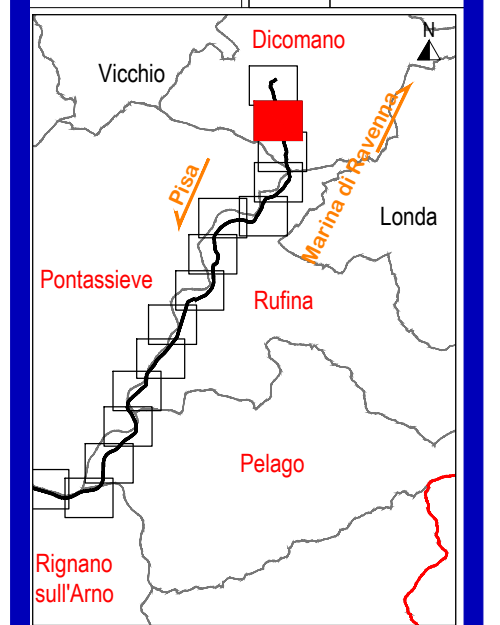 Dicomano
N
Vicchio
Pisa
Marina di Ravenna
Londa
Pontassieve
Rufina
Pelago
Rignano
sull'Arno